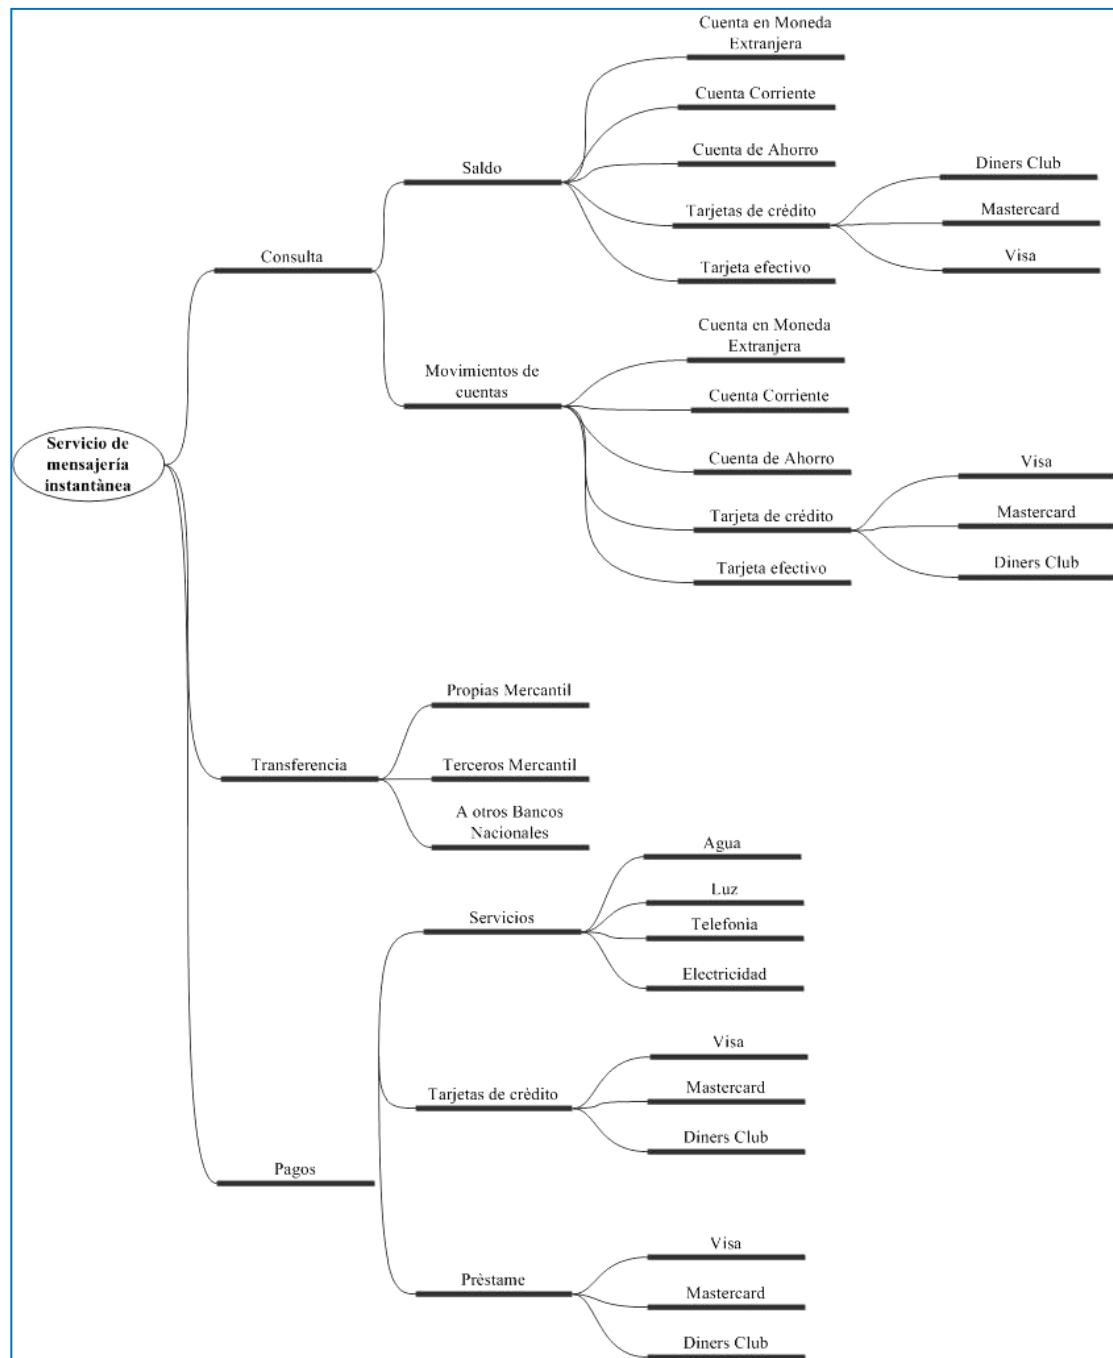 Cuenta en Moneda
Extranjera
Cuenta Corriente
Cuenta de Ahorro
Saldo
Diners Club
Tarjetas de crèdito
Mastercard
Visa
Consulta
Tarjeta efectivo
Cuenta en Moneda
Extranjera
Movimientos de
cuentas
Cuenta Corriente
Servicio de
mensajería
instantànea
Cuenta de Ahorro
Visa
Tarjeta de crèdito
Mastercard
Tarjeta efectivo
Diners Club
Propias Mercantil
Transferencia
Terceros Mercantil
A otros Bancos
Nacionales
Agua
Luz
Servicios
Telefonia
Electricidad
Visa
Tarjetas de crèdito
Mastercard
Diners Club
Pagos
Visa
Prèstame
Mastercard
Diners Club